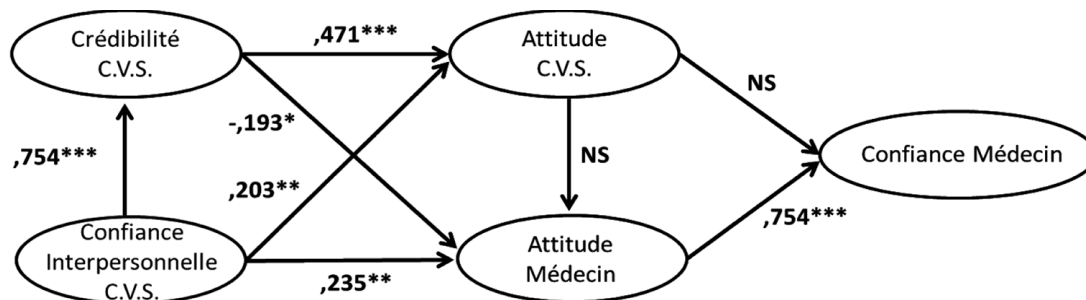 Crédibilité
C.V.S.
,471***
Attitude
C.V.S.
NS
-,193*
,754***
NS
Confiance Médecin
,203**
,754***
Confiance
Interpersonnelle
C.V.S.
,235**
Attitude
Médecin